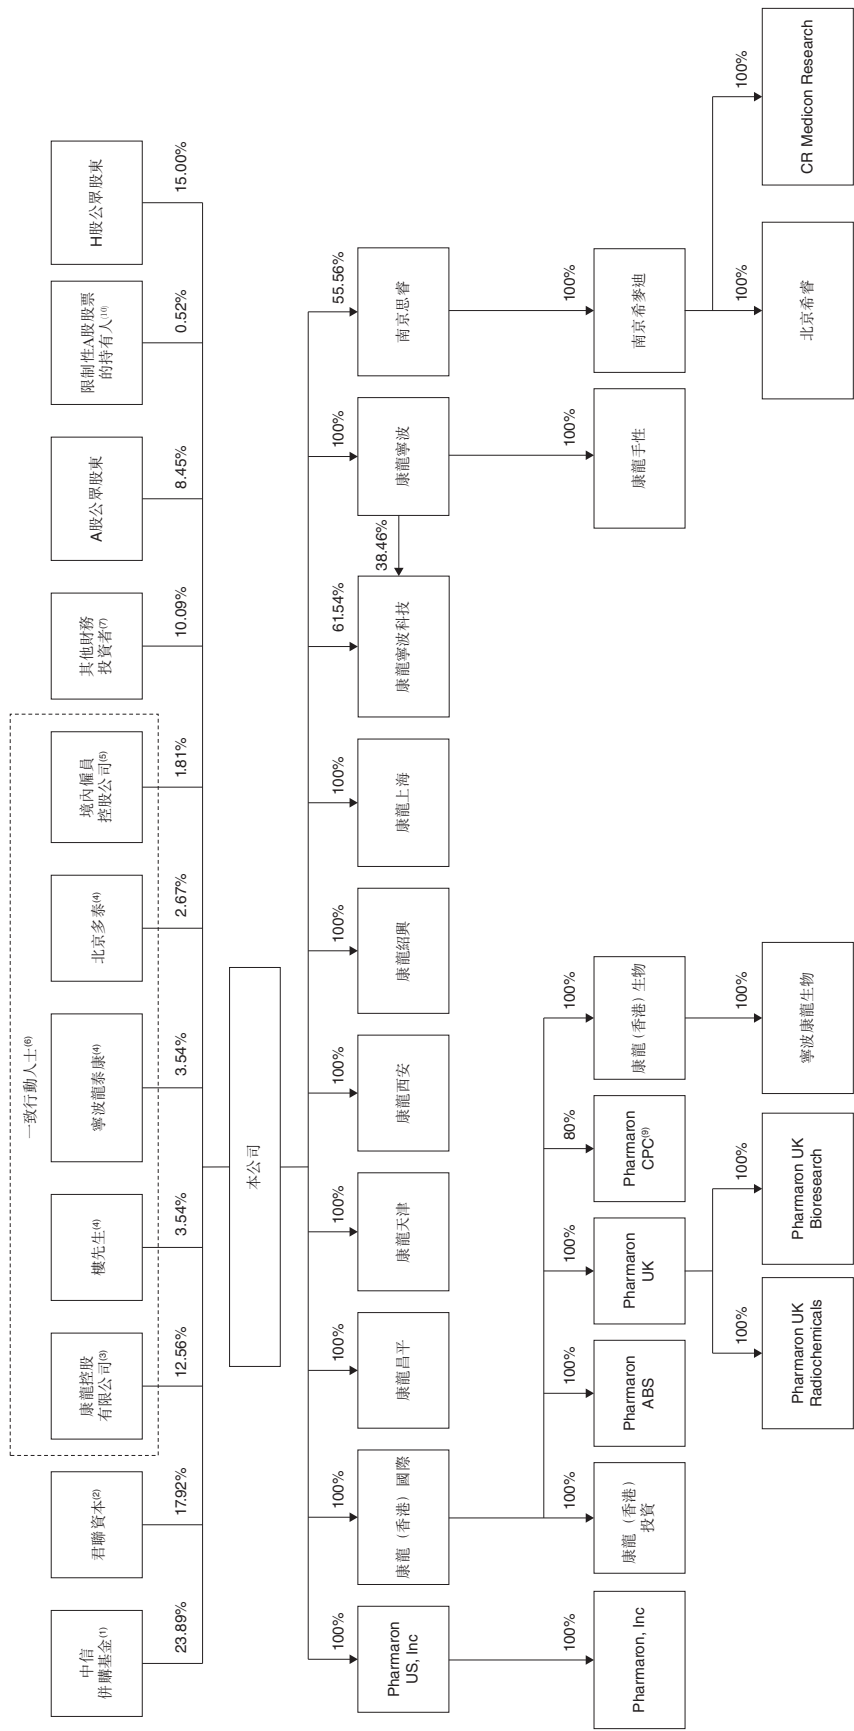 一致行動人士(6)
中信
併購基金(1)
君聯資本(2)
康龍控股
有限公司(3)
樓先生(4)
寧波龍泰康(4)
北京多泰(4)
境內僱員
控股公司(5)
其他財務
投資者(7)
A股公眾股東
限制性A股股票
的持有人(10)
H股公眾股東
23.89%
17.92%
12.56%
3.54%
3.54%
2.67%
1.81%
10.09%
8.45%
0.52%
15.00%
本公司
100%
100%
100%
100%
100%
100%
100%
61.54%
100%
55.56%
Pharmaron
US, Inc
康龍（香港）國際
康龍昌平
康龍天津
康龍西安
康龍紹興
康龍上海
康龍寧波科技
38.46%
康龍寧波
南京思睿
100%
100%
100%
100%
80%
100%
100%
100%
Pharmaron, Inc
康龍（香港）
投資
Pharmaron
ABS
Pharmaron
UK
Pharmaron
CPC(9)
康龍（香港）生物
康龍手性
南京希麥迪
100%
100%
100%
100%
100%
Pharmaron UK
Radiochemicals
Pharmaron UK
Bioresearch
寧波康龍生物
北京希睿
CR Medicon Research